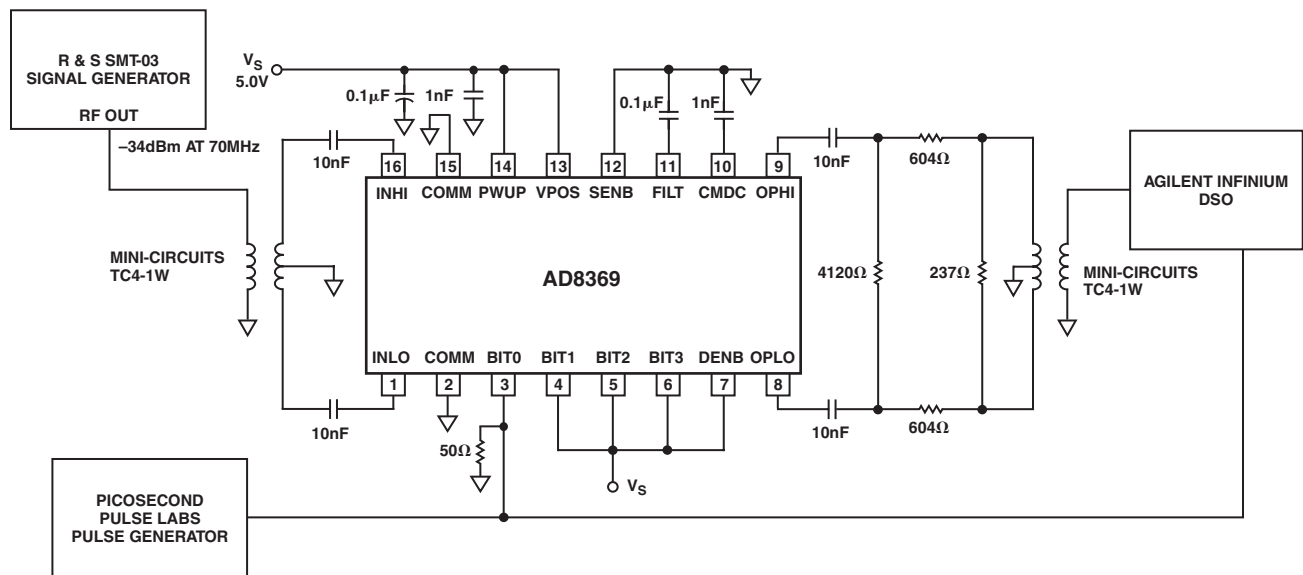 R & S SMT-03
SIGNAL GENERATOR
RF OUT
–34dBm AT 70MHz
VS
5.0V
0.1µF
1nF
0.1µF
1nF
10nF
10nF
604Ω
16
15
14
13
12
11
10
9
INHI
COMM
PWUP
VPOS
SENB
FILT
CMDC
OPHI
AGILENT INFINIUM
DSO
MINI-CIRCUITS
TC4-1W
AD8369
4120Ω
237Ω
MINI-CIRCUITS
TC4-1W
INLO
COMM
BIT0
BIT1
BIT2
BIT3
DENB
OPLO
1
2
3
4
5
6
7
8
10nF
10nF
604Ω
50Ω
VS
PICOSECOND
PULSE LABS
PULSE GENERATOR